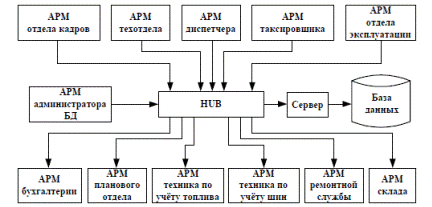 АРМ
отдела кадров
АРМ
техотдела
АРМ
диспетчера
АРМ
таксировшика
АРМ
отдела
эксплуатации
АРМ
администратора
БД
HUB
Сервер
База
данных
АРМ
бухгалтерии
АРМ
планового
отдела
АРМ
техника по
учёту топлива
АРМ
техника по
учёту шин
АРМ
ремонтной
службы
АРМ
склада